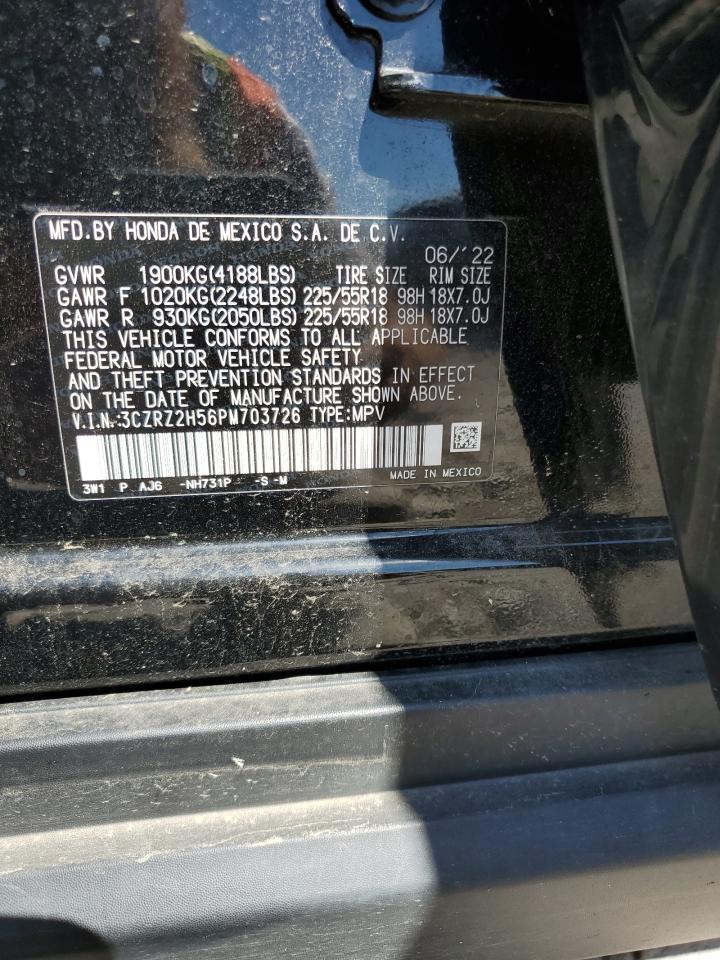 MFD.BY HONDA DE MEXICO S.A. DE C.V.
06/'22
GVWR 1900KG(4188LBS) TIRE SIZE RIM SIZE
GAWR F 1020KG(2248LBS) 225/55R18 98H 18X7.0J
GAWR R 930KG(2050LBS) 225/55R18 98H 18X7.0J
THIS VEHICLE CONFORMS TO ALL APPLICABLE
FEDERAL MOTOR VEHICLE SAFETY
AND THEFT PREVENTION STANDARDS IN EFFECT
ON THE DATE OF MANUFACTURE SHOWN ABOVE.
V.I.N.:3CZRZ2H56PM703726 TYPE:MPV
MADE IN MEXICO
3W1 P AJ6 -NH731P -S -M